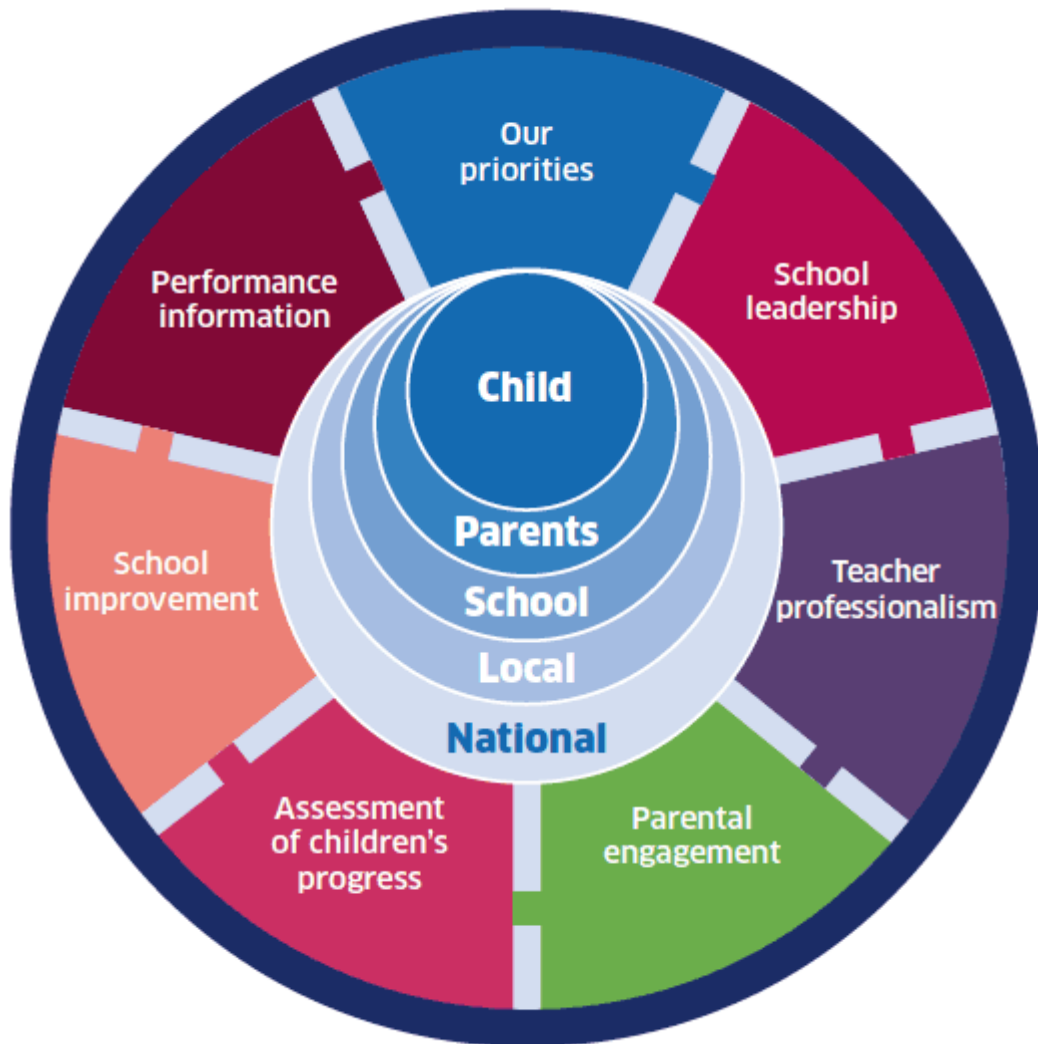 Our
priorities
School
leadership
Teacher
professionalism
Parental
engagement
Assessment
of children's
progress
School
improvement
Performance
information
Child
Parents
School
Local
National